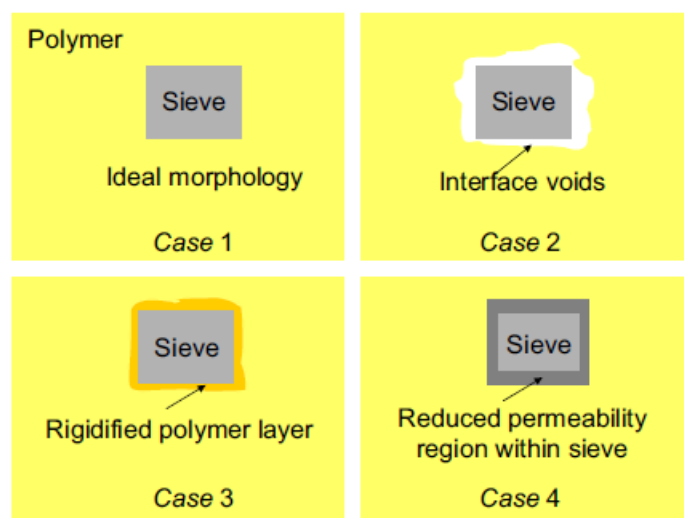 Polymer
Sieve
Ideal morphology
Case 1
Sieve
Interface voids
Case 2
Sieve
Rigidified polymer layer
Case 3
Sieve
Reduced permeability
region within sieve
Case 4